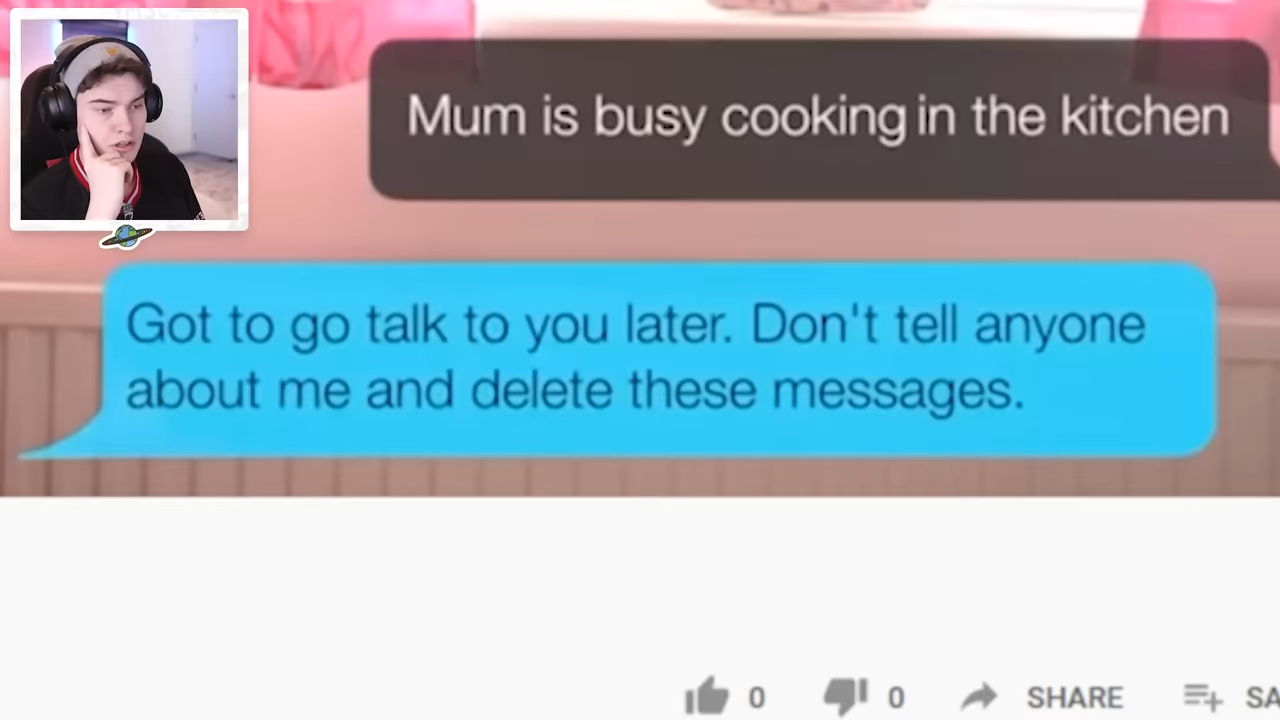 Mum is busy cooking in the kitchen
Got to go talk to you later. Don't tell anyone
about me and delete these messages.
0 0 SHARE SA